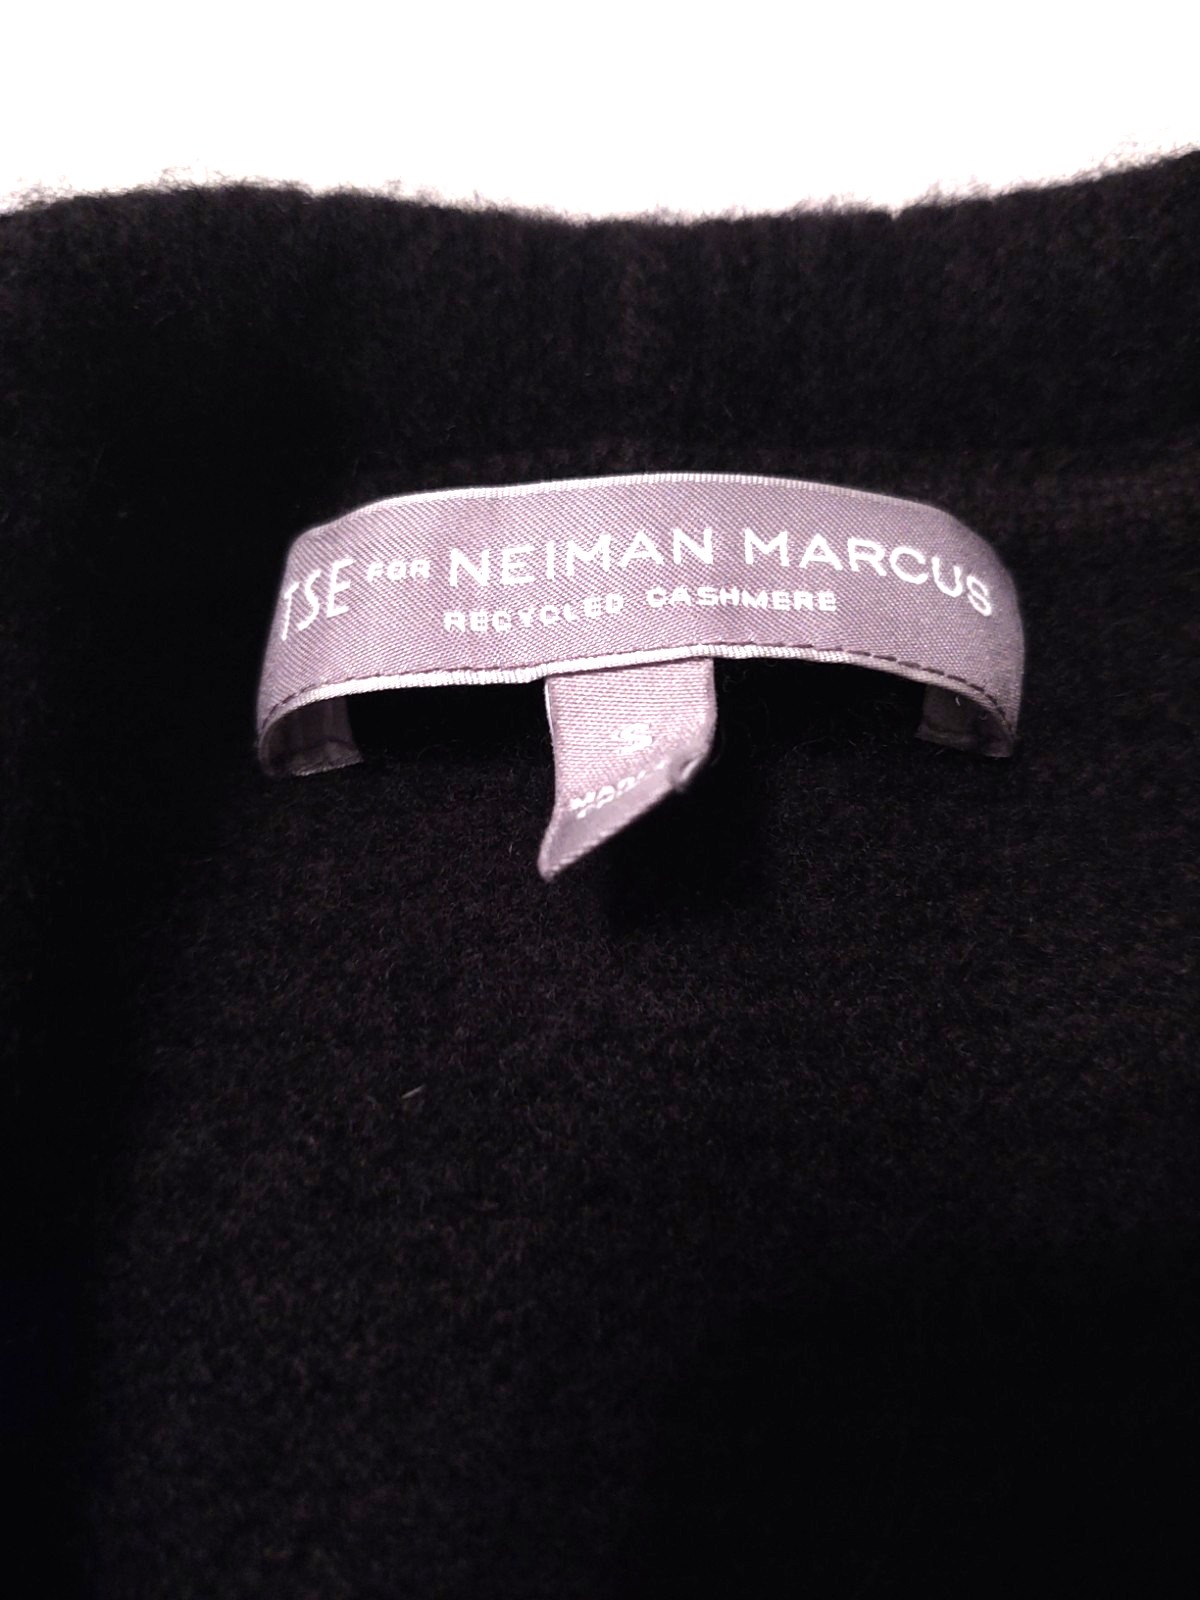 TSE FOR NEIMAN MARCUS
RECYCLED CASHMERE
S